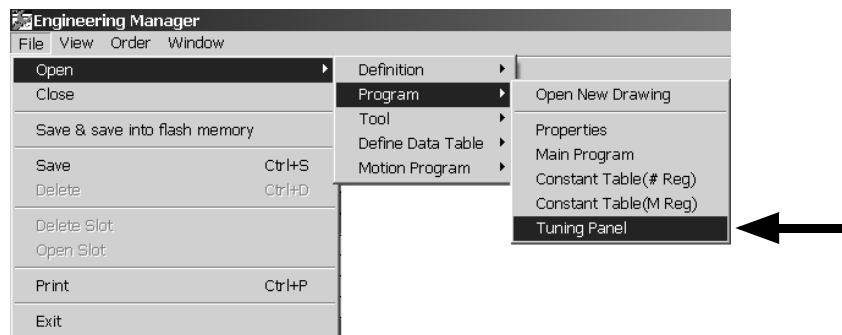 Engineering Manager
File View Order Window
Open
Close
Save & save into flash memory
Save Ctrl+S
Delete Ctrl+D
Delete Slot
Open Slot
Print Ctrl+P
Exit
Definition
Program
Tool
Define Data Table
Motion Program
Open New Drawing
Properties
Main Program
Constant Table(# Reg)
Constant Table(M Reg)
Tuning Panel